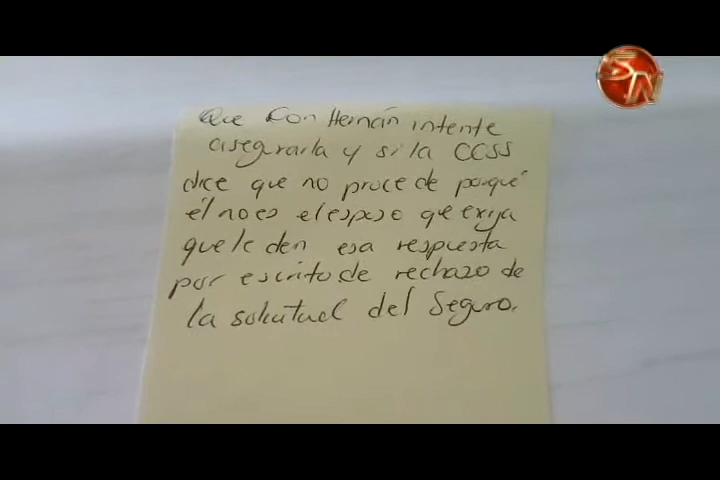 Que Don Hernán intente
asegurarla y si la CCSS
dice que no procede porqué
él no es el esposo que exija
que le den esa respuesta
por escrito de rechazo de
la solicitud del Seguro.
SN